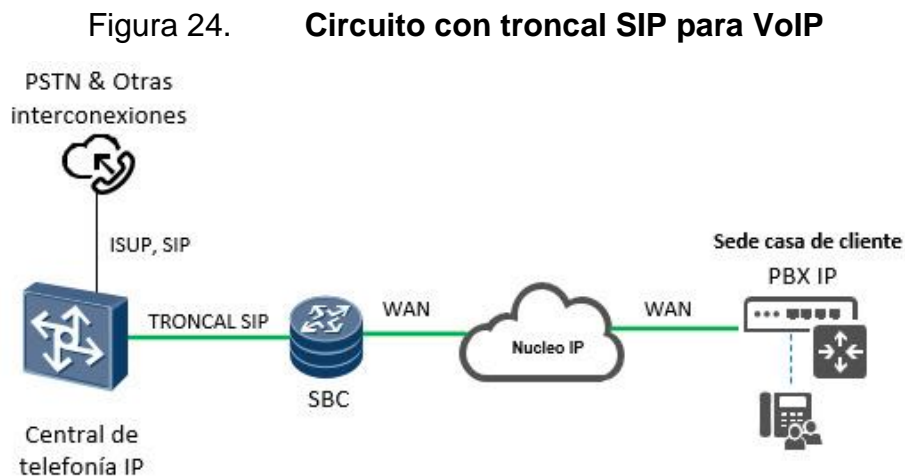 Figura 24. Circuito con troncal SIP para VoIP
PSTN & Otras
interconexiones
ISUP, SIP
Sede casa de cliente
PBX IP
TRONCAL SIP
WAN
WAN
Nucleo IP
SBC
Central de
telefonía IP